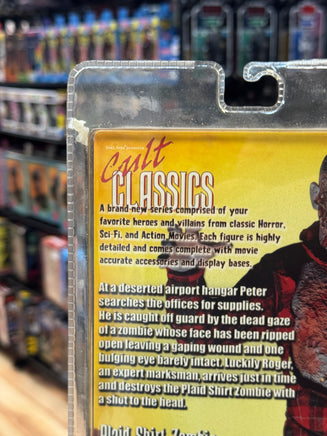 Cult
CLASSICS
A brand new series comprised of your
favorite heroes and villains from classic Horror,
Sci-Fi, and Action Movies. Each figure is highly
detailed and comes complete with movie
accurate accessories and display bases.
At a deserted airport hangar Peter
searches the offices for supplies.
He is caught off guard by the dead gaze
of a zombie whose face has been ripped
open leaving a gaping wound and one
bulging eye barely intact. Luckily Roger,
an expert marksman, arrives just in time
and destroys the Plaid Shirt Zombie with
a shot to the head.
Plaid Shirt Zombie